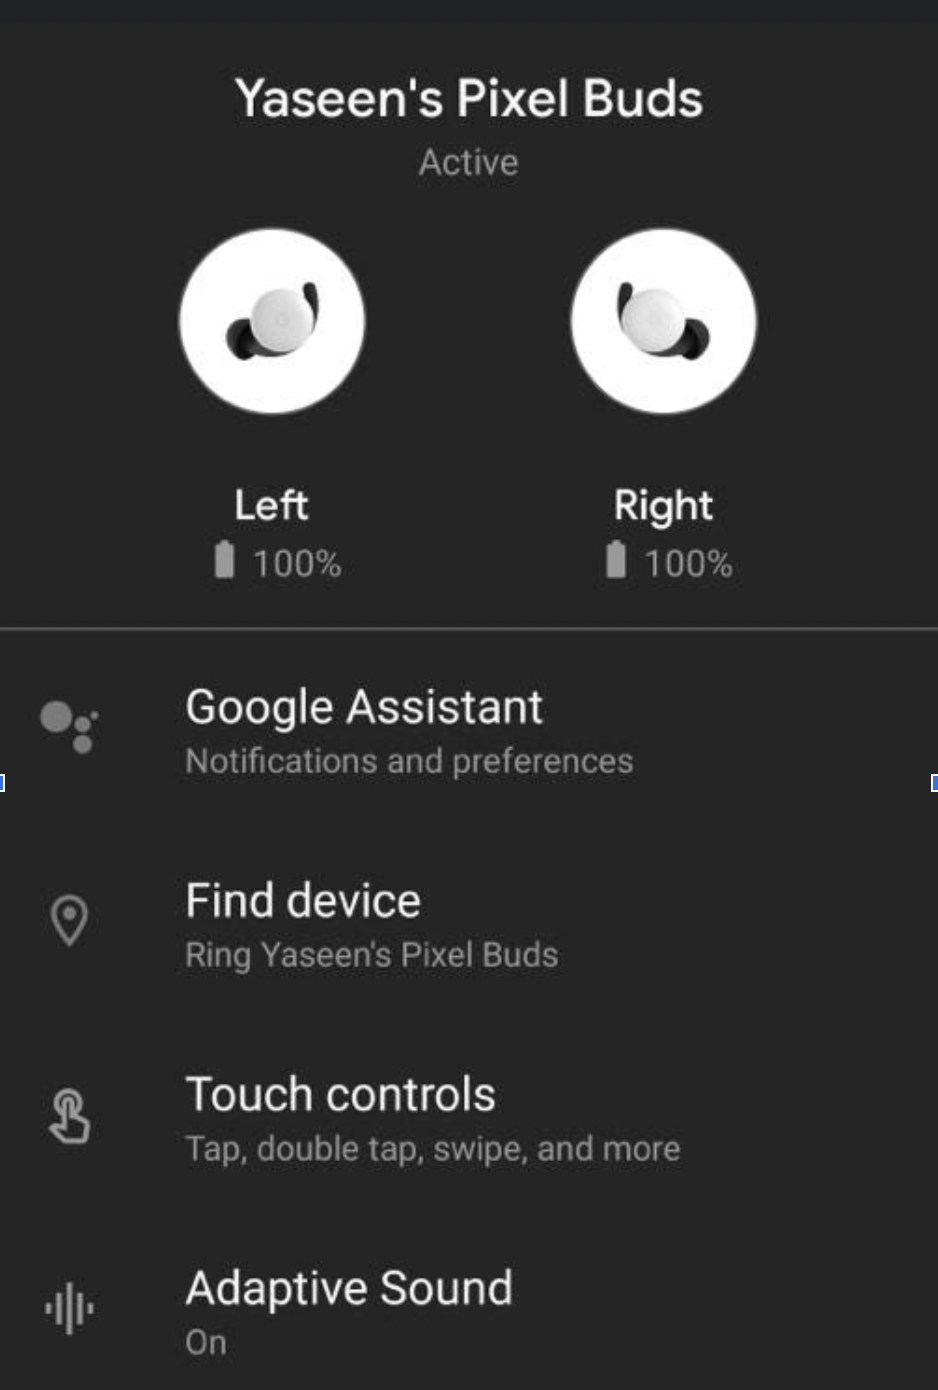 Yaseen's Pixel Buds
Active
Left Right
100% 100%
Google Assistant
Notifications and preferences
Find device
Ring Yaseen's Pixel Buds
Touch controls
Tap, double tap, swipe, and more
Adaptive Sound
On